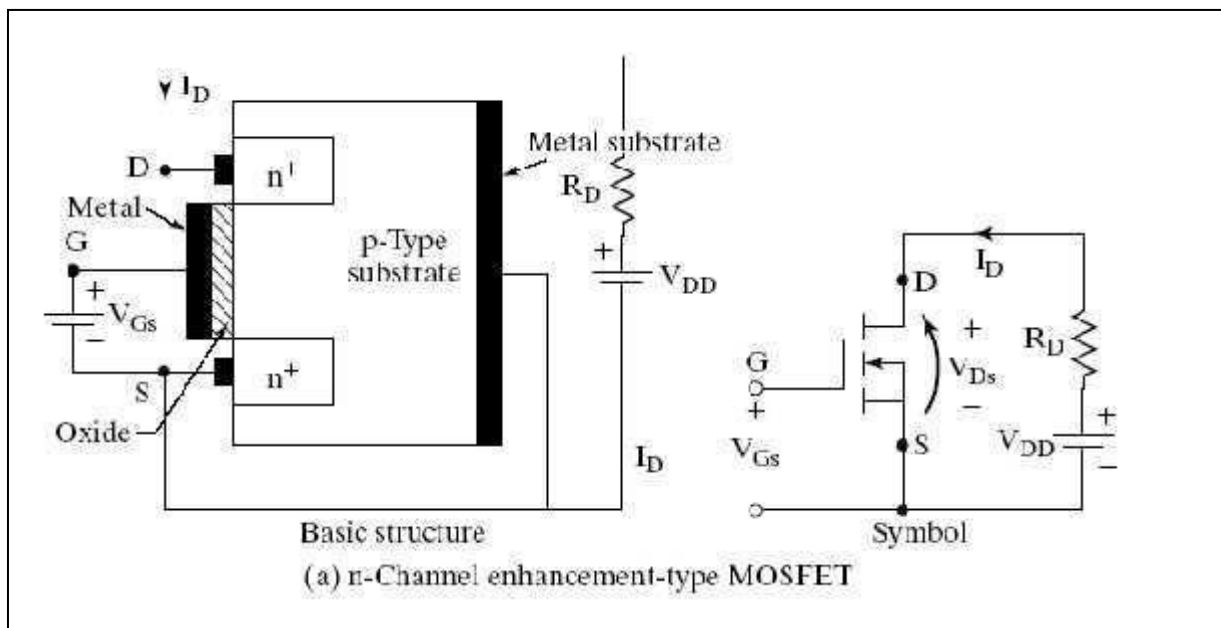 I_D
D
n+
Metal substrate
R_D
Metal
G
p-Type
substrate
+
V_DD
+
V_Gs
−
I_D
D
+
R_D
G
V_Ds
S
n+
+
−
+
Oxide
V_Gs
S
V_DD
−
I_D
Basic structure
Symbol
(a) n-Channel enhancement-type MOSFET